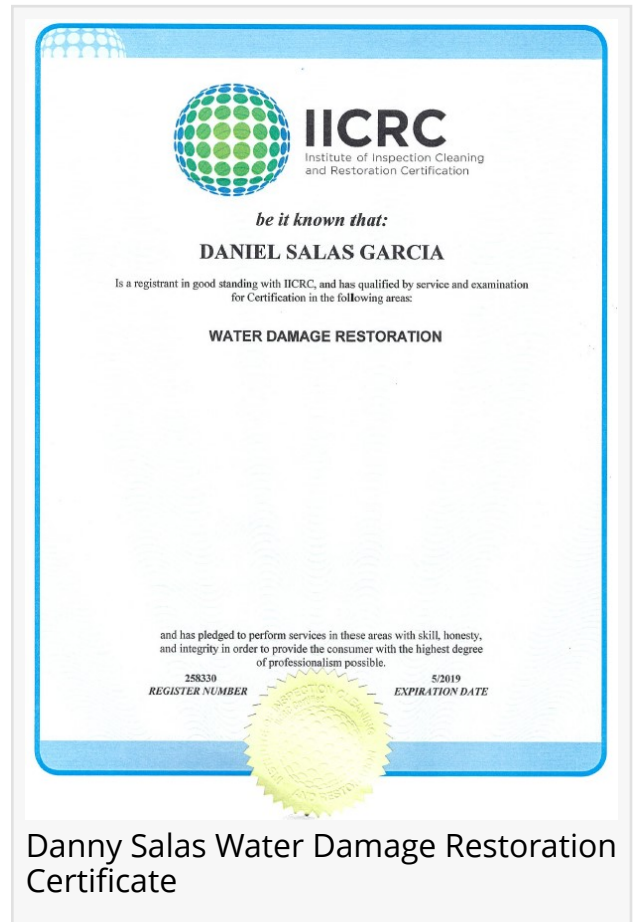 IICRC
Institute of Inspection Cleaning
and Restoration Certification
be it known that:
DANIEL SALAS GARCIA
Is a registrant in good standing with IICRC, and has qualified by service and examination
for Certification in the following areas:
WATER DAMAGE RESTORATION
and has pledged to perform services in these areas with skill, honesty,
and integrity in order to provide the consumer with the highest degree
of professionalism possible.
258330
REGISTER NUMBER
5/2019
EXPIRATION DATE
Danny Salas Water Damage Restoration
Certificate